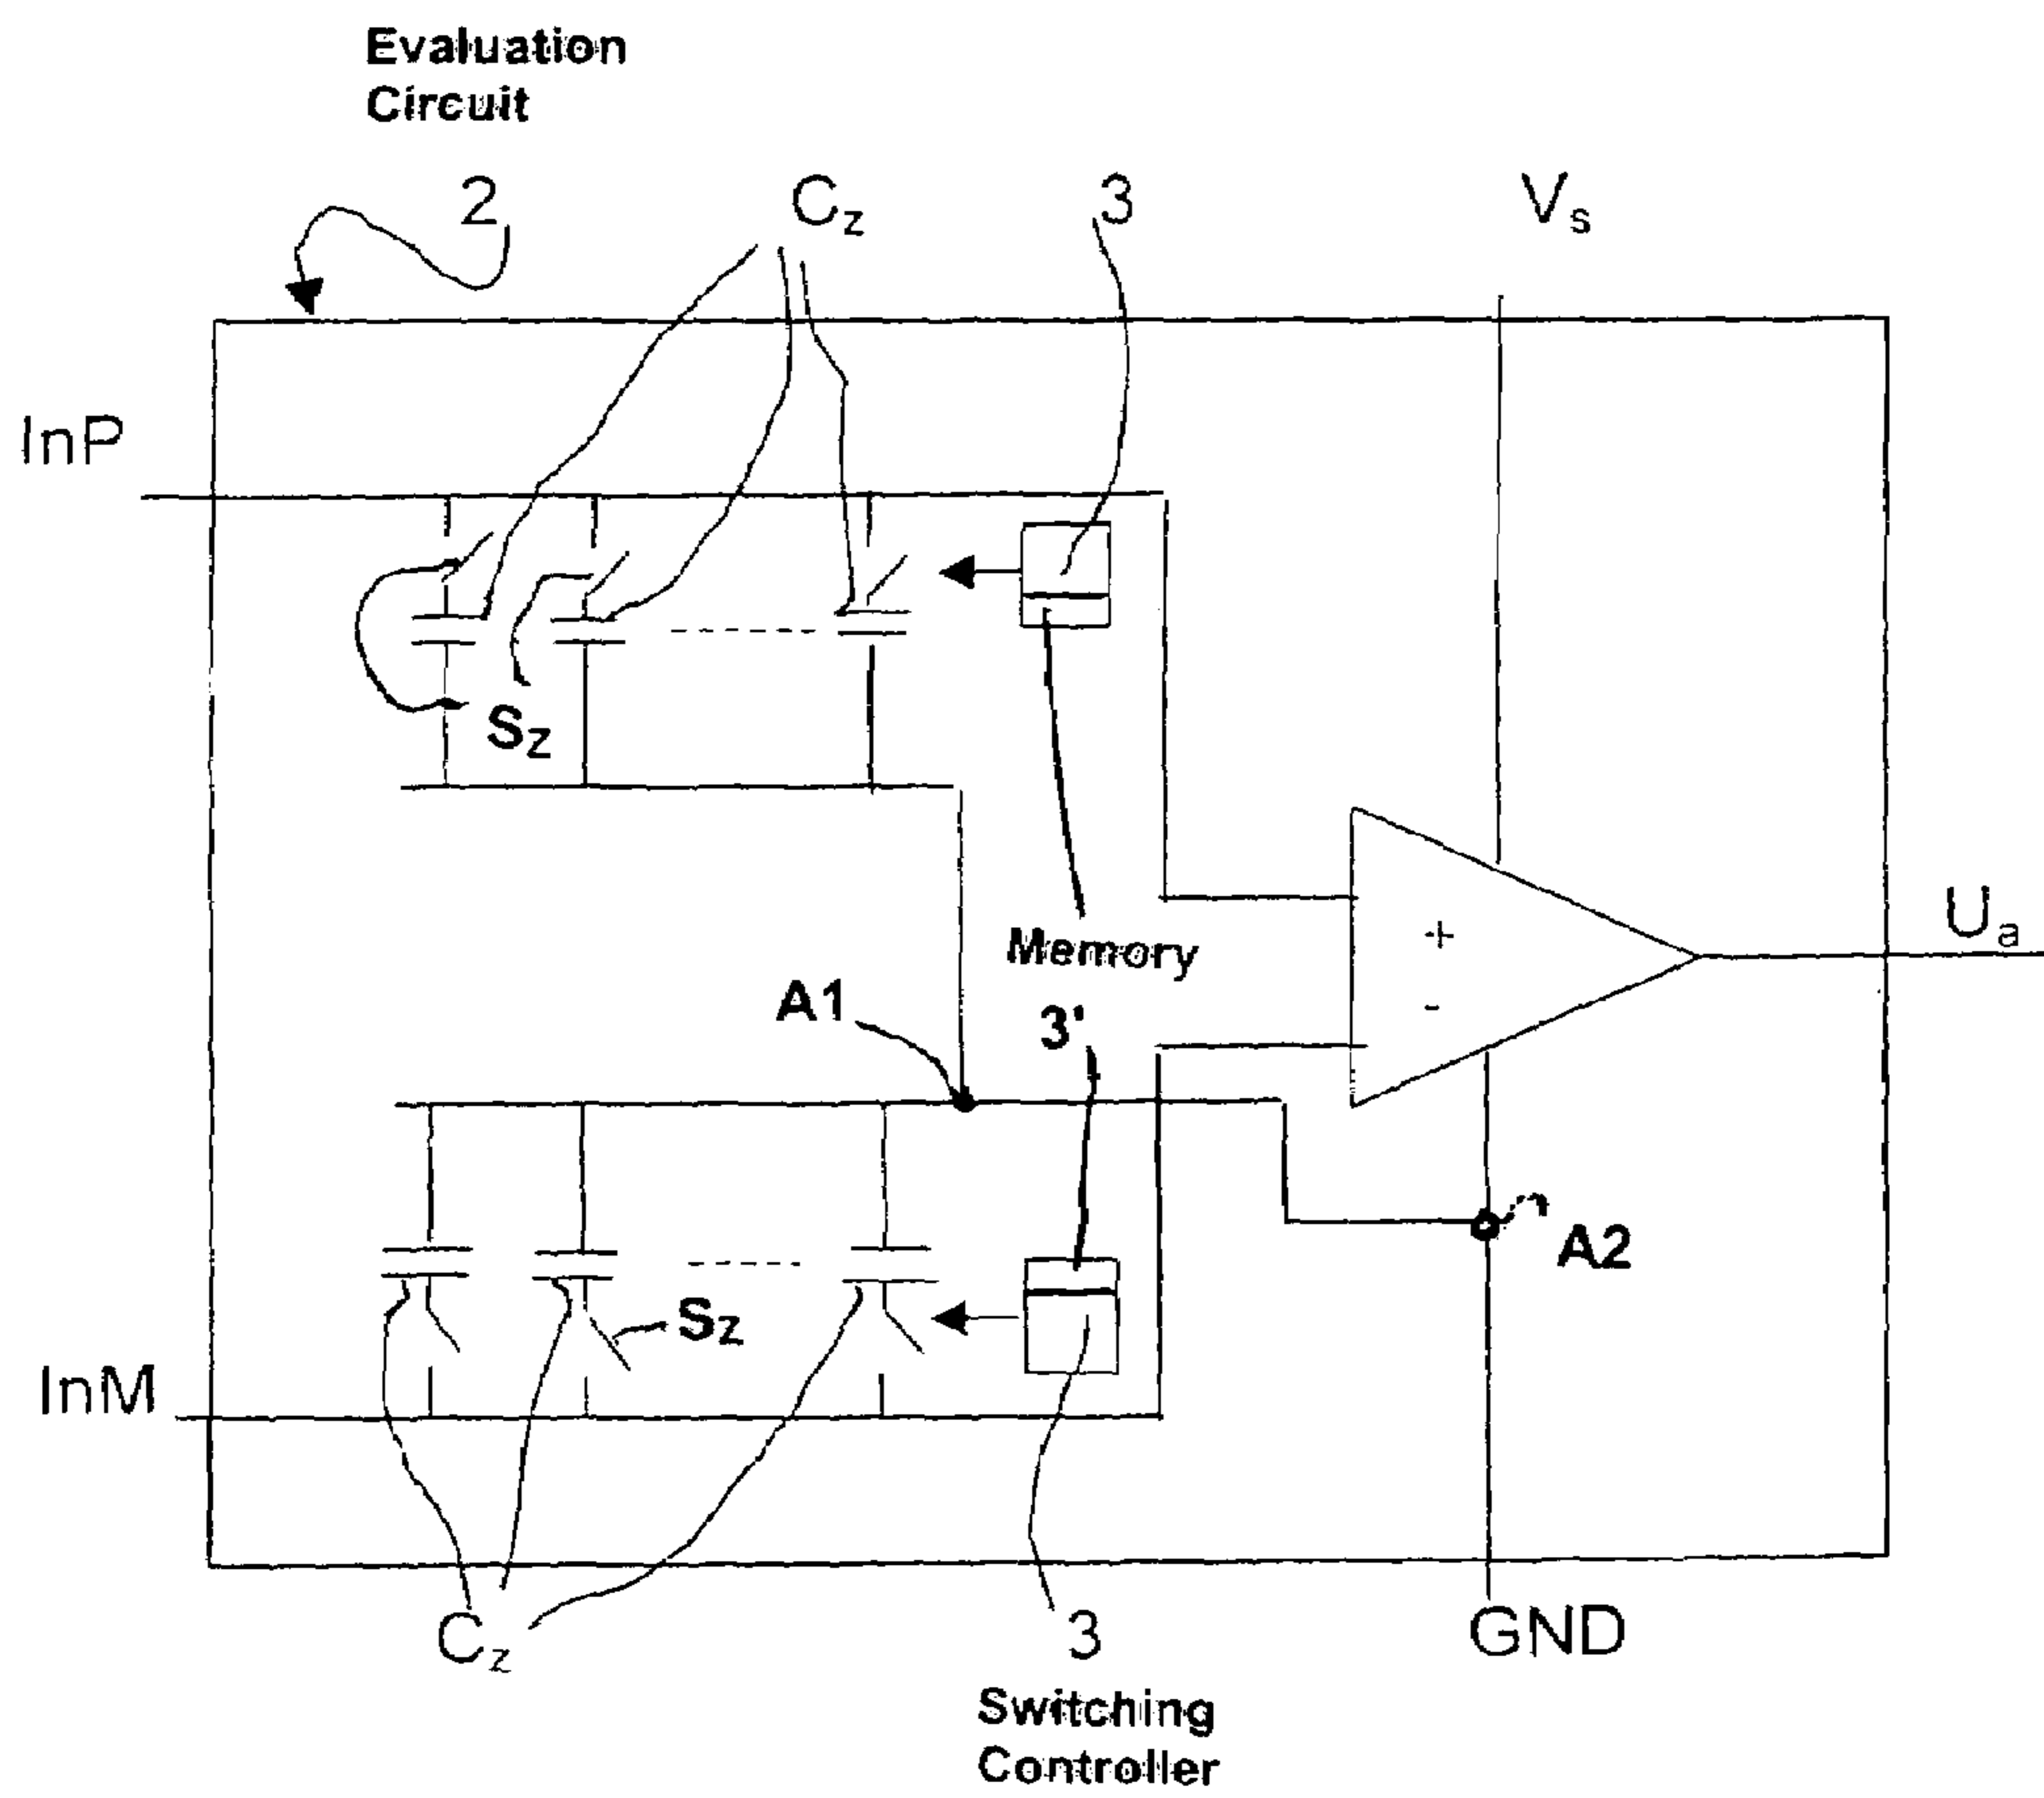 Evaluation
Circuit
2
Cz
3
Vs
InP
Sz
Memory
3'
Ua
A1
+
-
A2
Sz
InM
Cz
3
GND
Switching
Controller